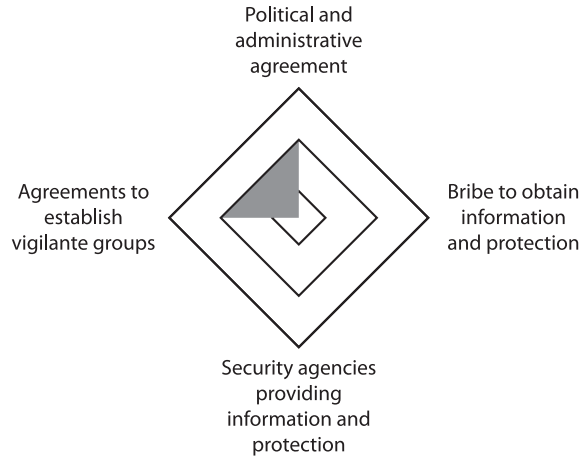 Political and
administrative
agreement
Agreements to
establish
vigilante groups
Bribe to obtain
information
and protection
Security agencies
providing
information and
protection